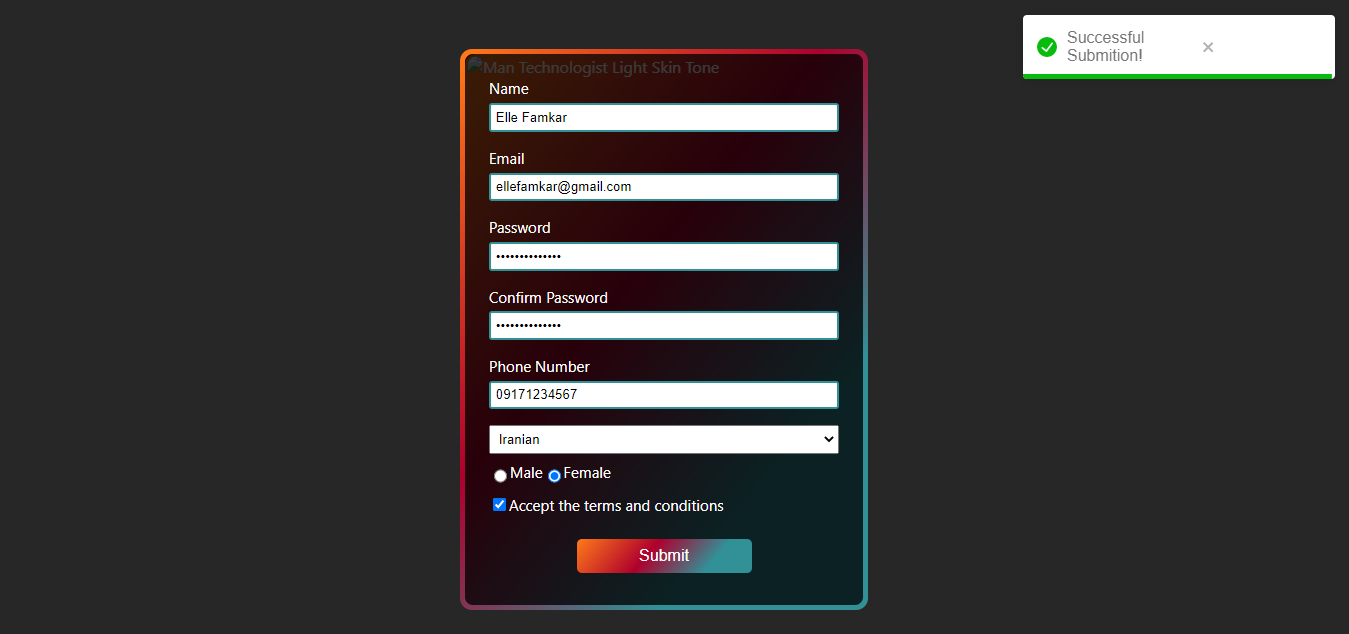 Successful
Submition!
Man Technologist Light Skin Tone
Name
Elle Famkar
Email
ellefamkar@gmail.com
Password
••••••••••••••
Confirm Password
••••••••••••••
Phone Number
09171234567
Iranian
Male Female
Accept the terms and conditions
Submit